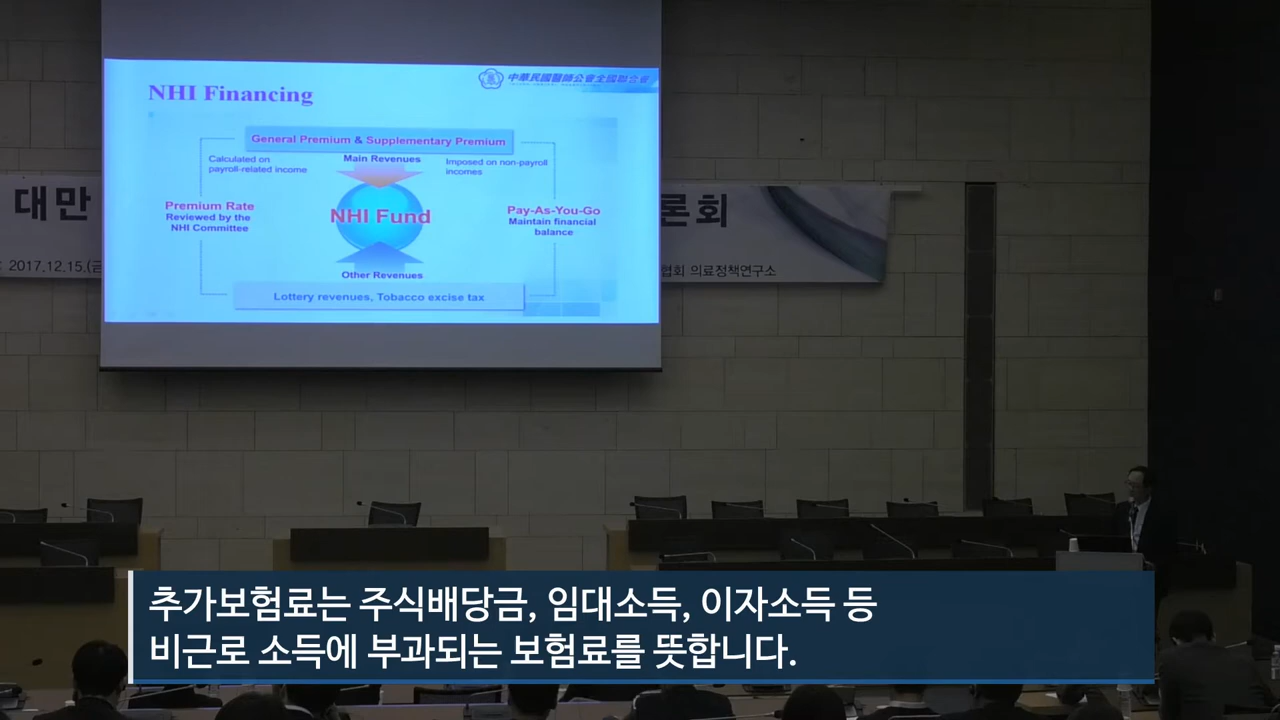 中華民國醫師公會全國聯合會
NHI Financing
General Premium & Supplementary Premium
Calculated on
payroll-related income
Main Revenues
Imposed on non-payroll
incomes
Premium Rate
Reviewed by the
NHI Committee
NHI Fund
Pay-As-You-Go
Maintain financial
balance
Other Revenues
Lottery revenues, Tobacco excise tax
대만
론회
2017.12.15.(금
협회 의료정책연구소
추가보험료는 주식배당금, 임대소득, 이자소득 등
비근로 소득에 부과되는 보험료를 뜻합니다.